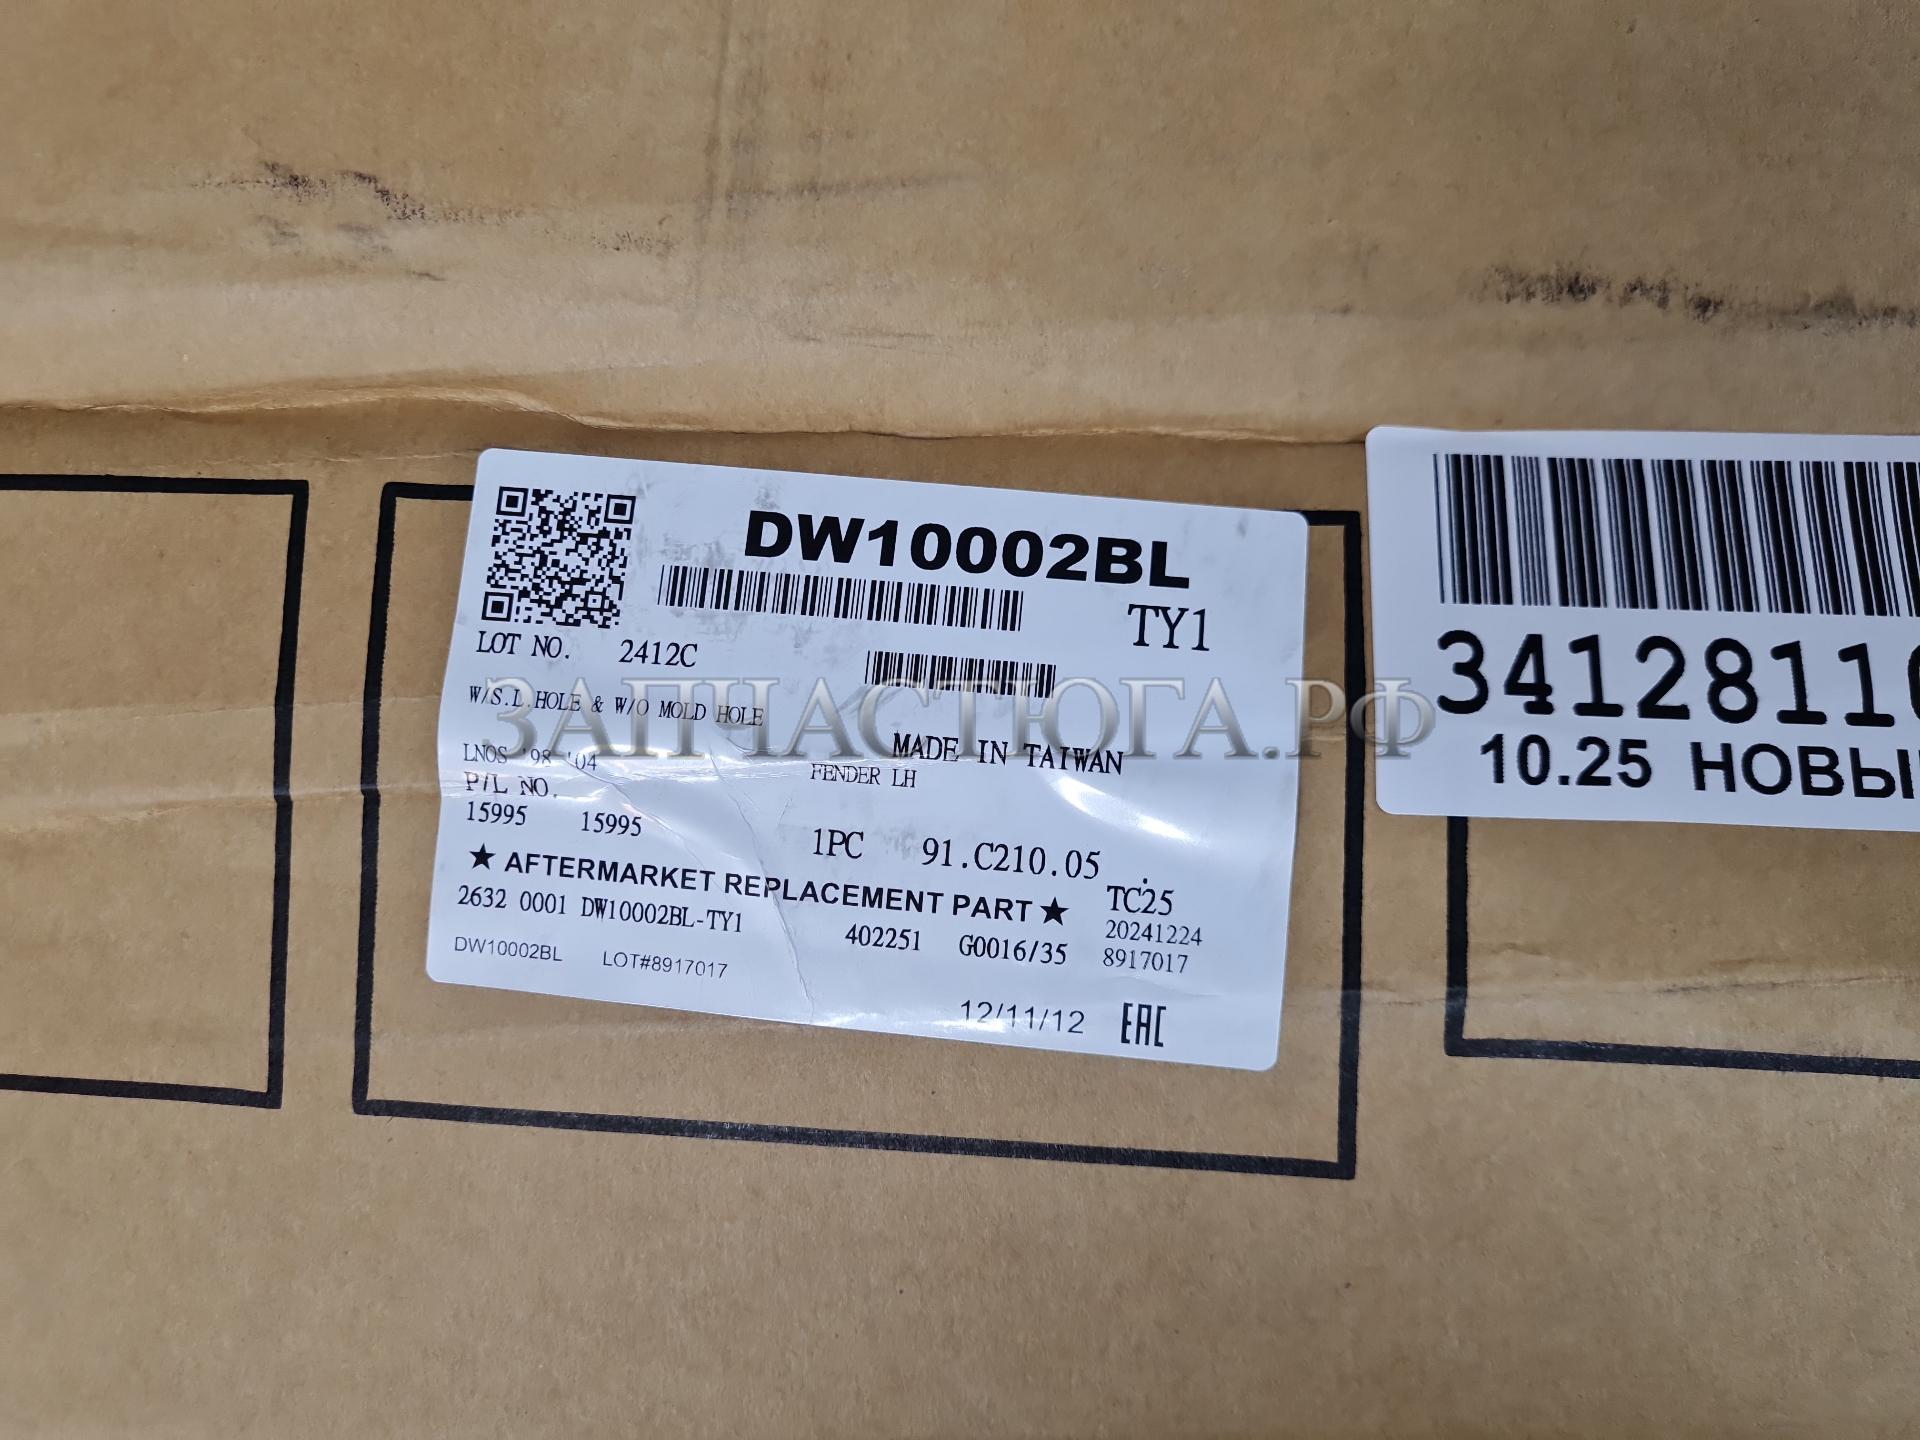 DW10002BL
TY1
LOT NO. 2412C
W/S.L.HOLE & W/O MOLD HOLE
ЗАПЧАСТЮГА.РФ
MADE IN TAIWAN
LNOS '98-'04
FENDER LH
P/L NO.
15995 15995
1PC 91.C210.05
★ AFTERMARKET REPLACEMENT PART ★
TC25
2632 0001 DW10002BL-TY1
402251 G0016/35
20241224
8917017
DW10002BL LOT#8917017
12/11/12 EAC
3412811
10.25 НОВЫ